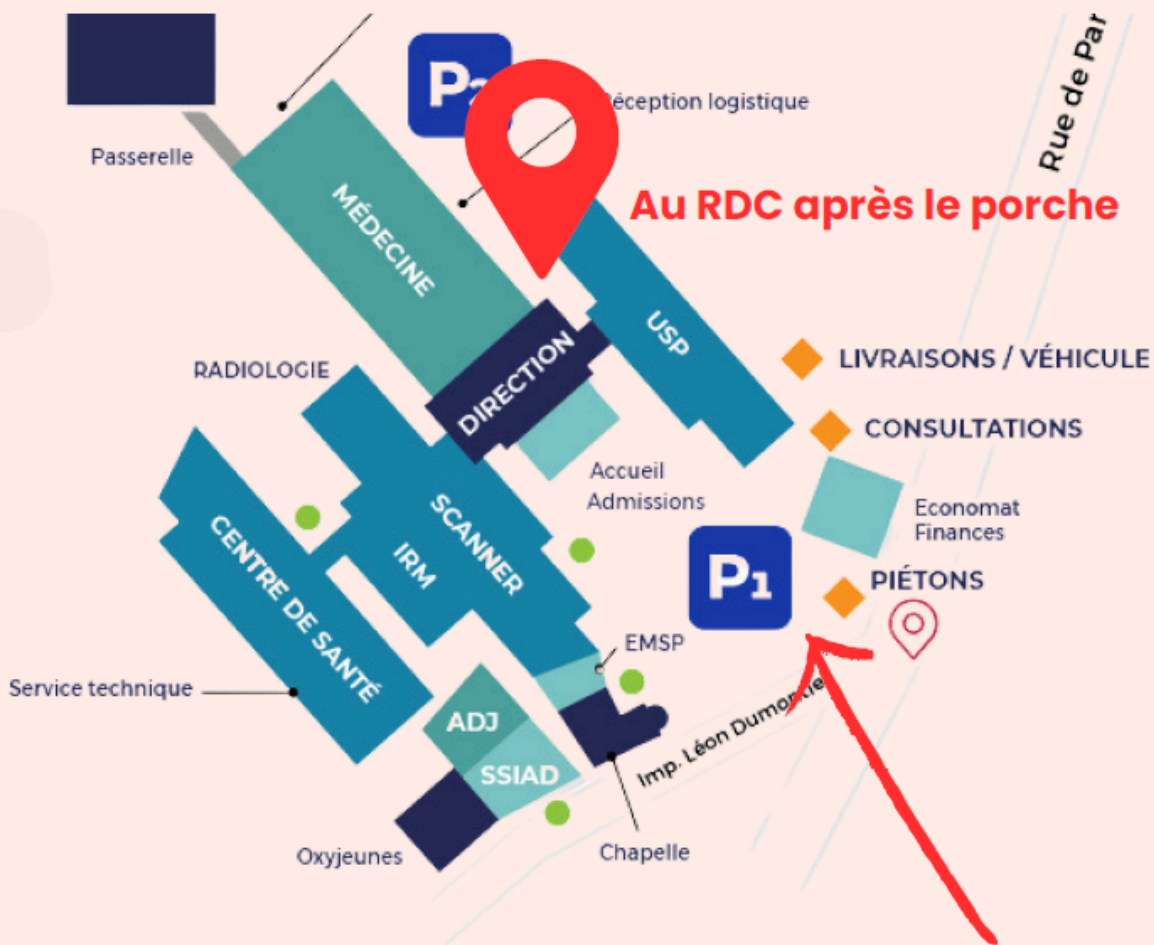 Rue de Par
P2
Réception logistique
Passerelle
Au RDC après le porche
MÉDECINE
USP
DIRECTION
LIVRAISONS / VÉHICULE
RADIOLOGIE
CONSULTATIONS
Accueil
Admissions
Economat
Finances
SCANNER
IRM
CENTRE DE SANTÉ
P1
PIÉTONS
EMSP
Service technique
ADJ
SSIAD
Imp. Léon Dumontie
Chapelle
Oxyjeunes